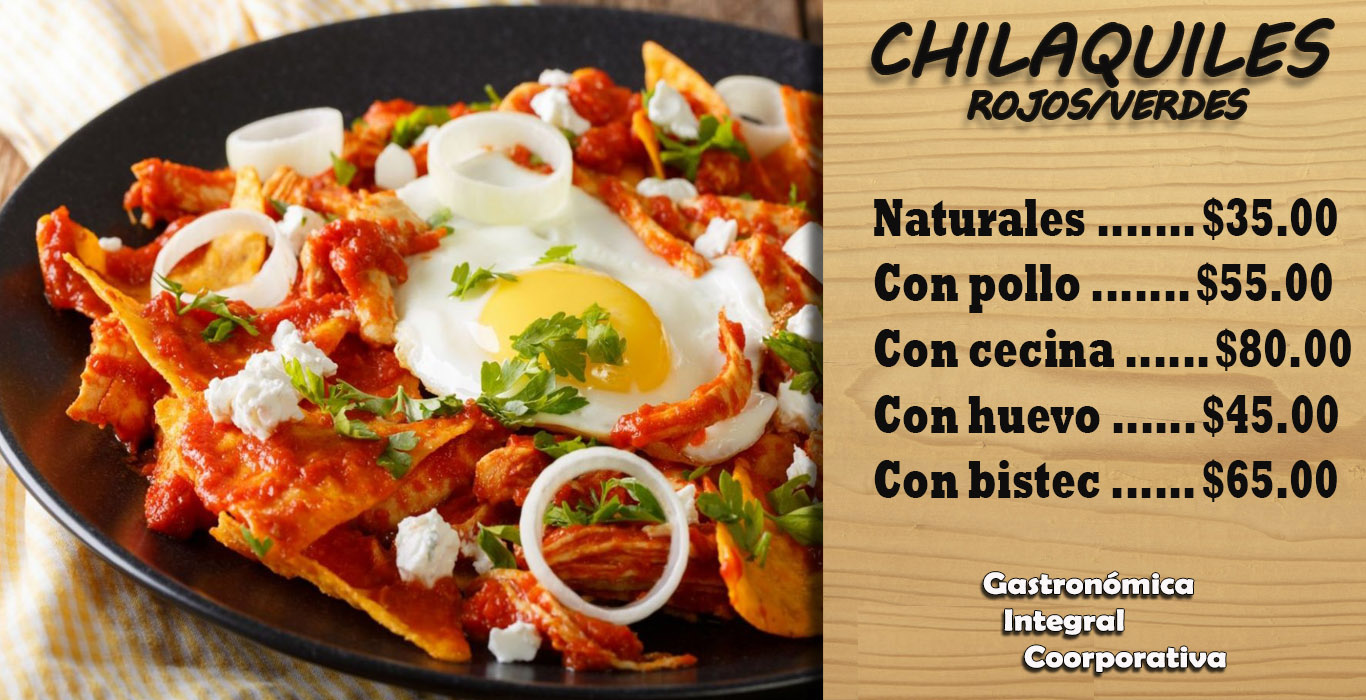 CHILAQUILES
ROJOS/VERDES
Naturales .......$35.00
Con pollo .......$55.00
Con cecina ......$80.00
Con huevo ......$45.00
Con bistec ......$65.00
Gastronómica
Integral
Coorporativa